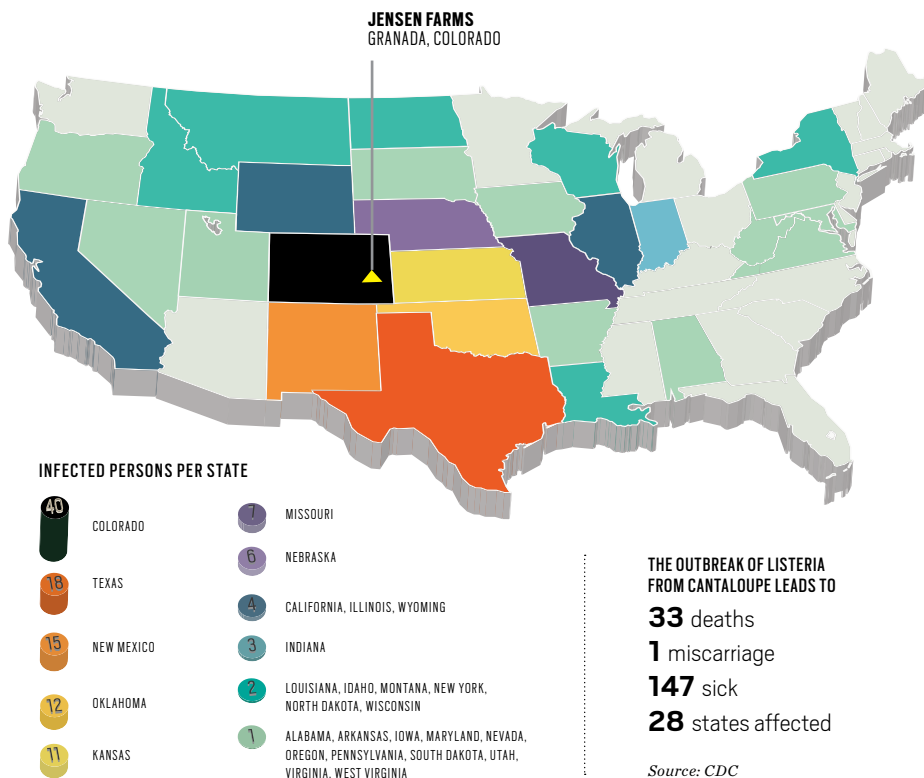 JENSEN FARMS
GRANADA, COLORADO
INFECTED PERSONS PER STATE
40 COLORADO
18 TEXAS
15 NEW MEXICO
12 OKLAHOMA
11 KANSAS
7 MISSOURI
6 NEBRASKA
4 CALIFORNIA, ILLINOIS, WYOMING
3 INDIANA
2 LOUISIANA, IDAHO, MONTANA, NEW YORK,
NORTH DAKOTA, WISCONSIN
1 ALABAMA, ARKANSAS, IOWA, MARYLAND, NEVADA,
OREGON, PENNSYLVANIA, SOUTH DAKOTA, UTAH,
VIRGINIA, WEST VIRGINIA
THE OUTBREAK OF LISTERIA
FROM CANTALOUPE LEADS TO
33 deaths
1 miscarriage
147 sick
28 states affected
Source: CDC